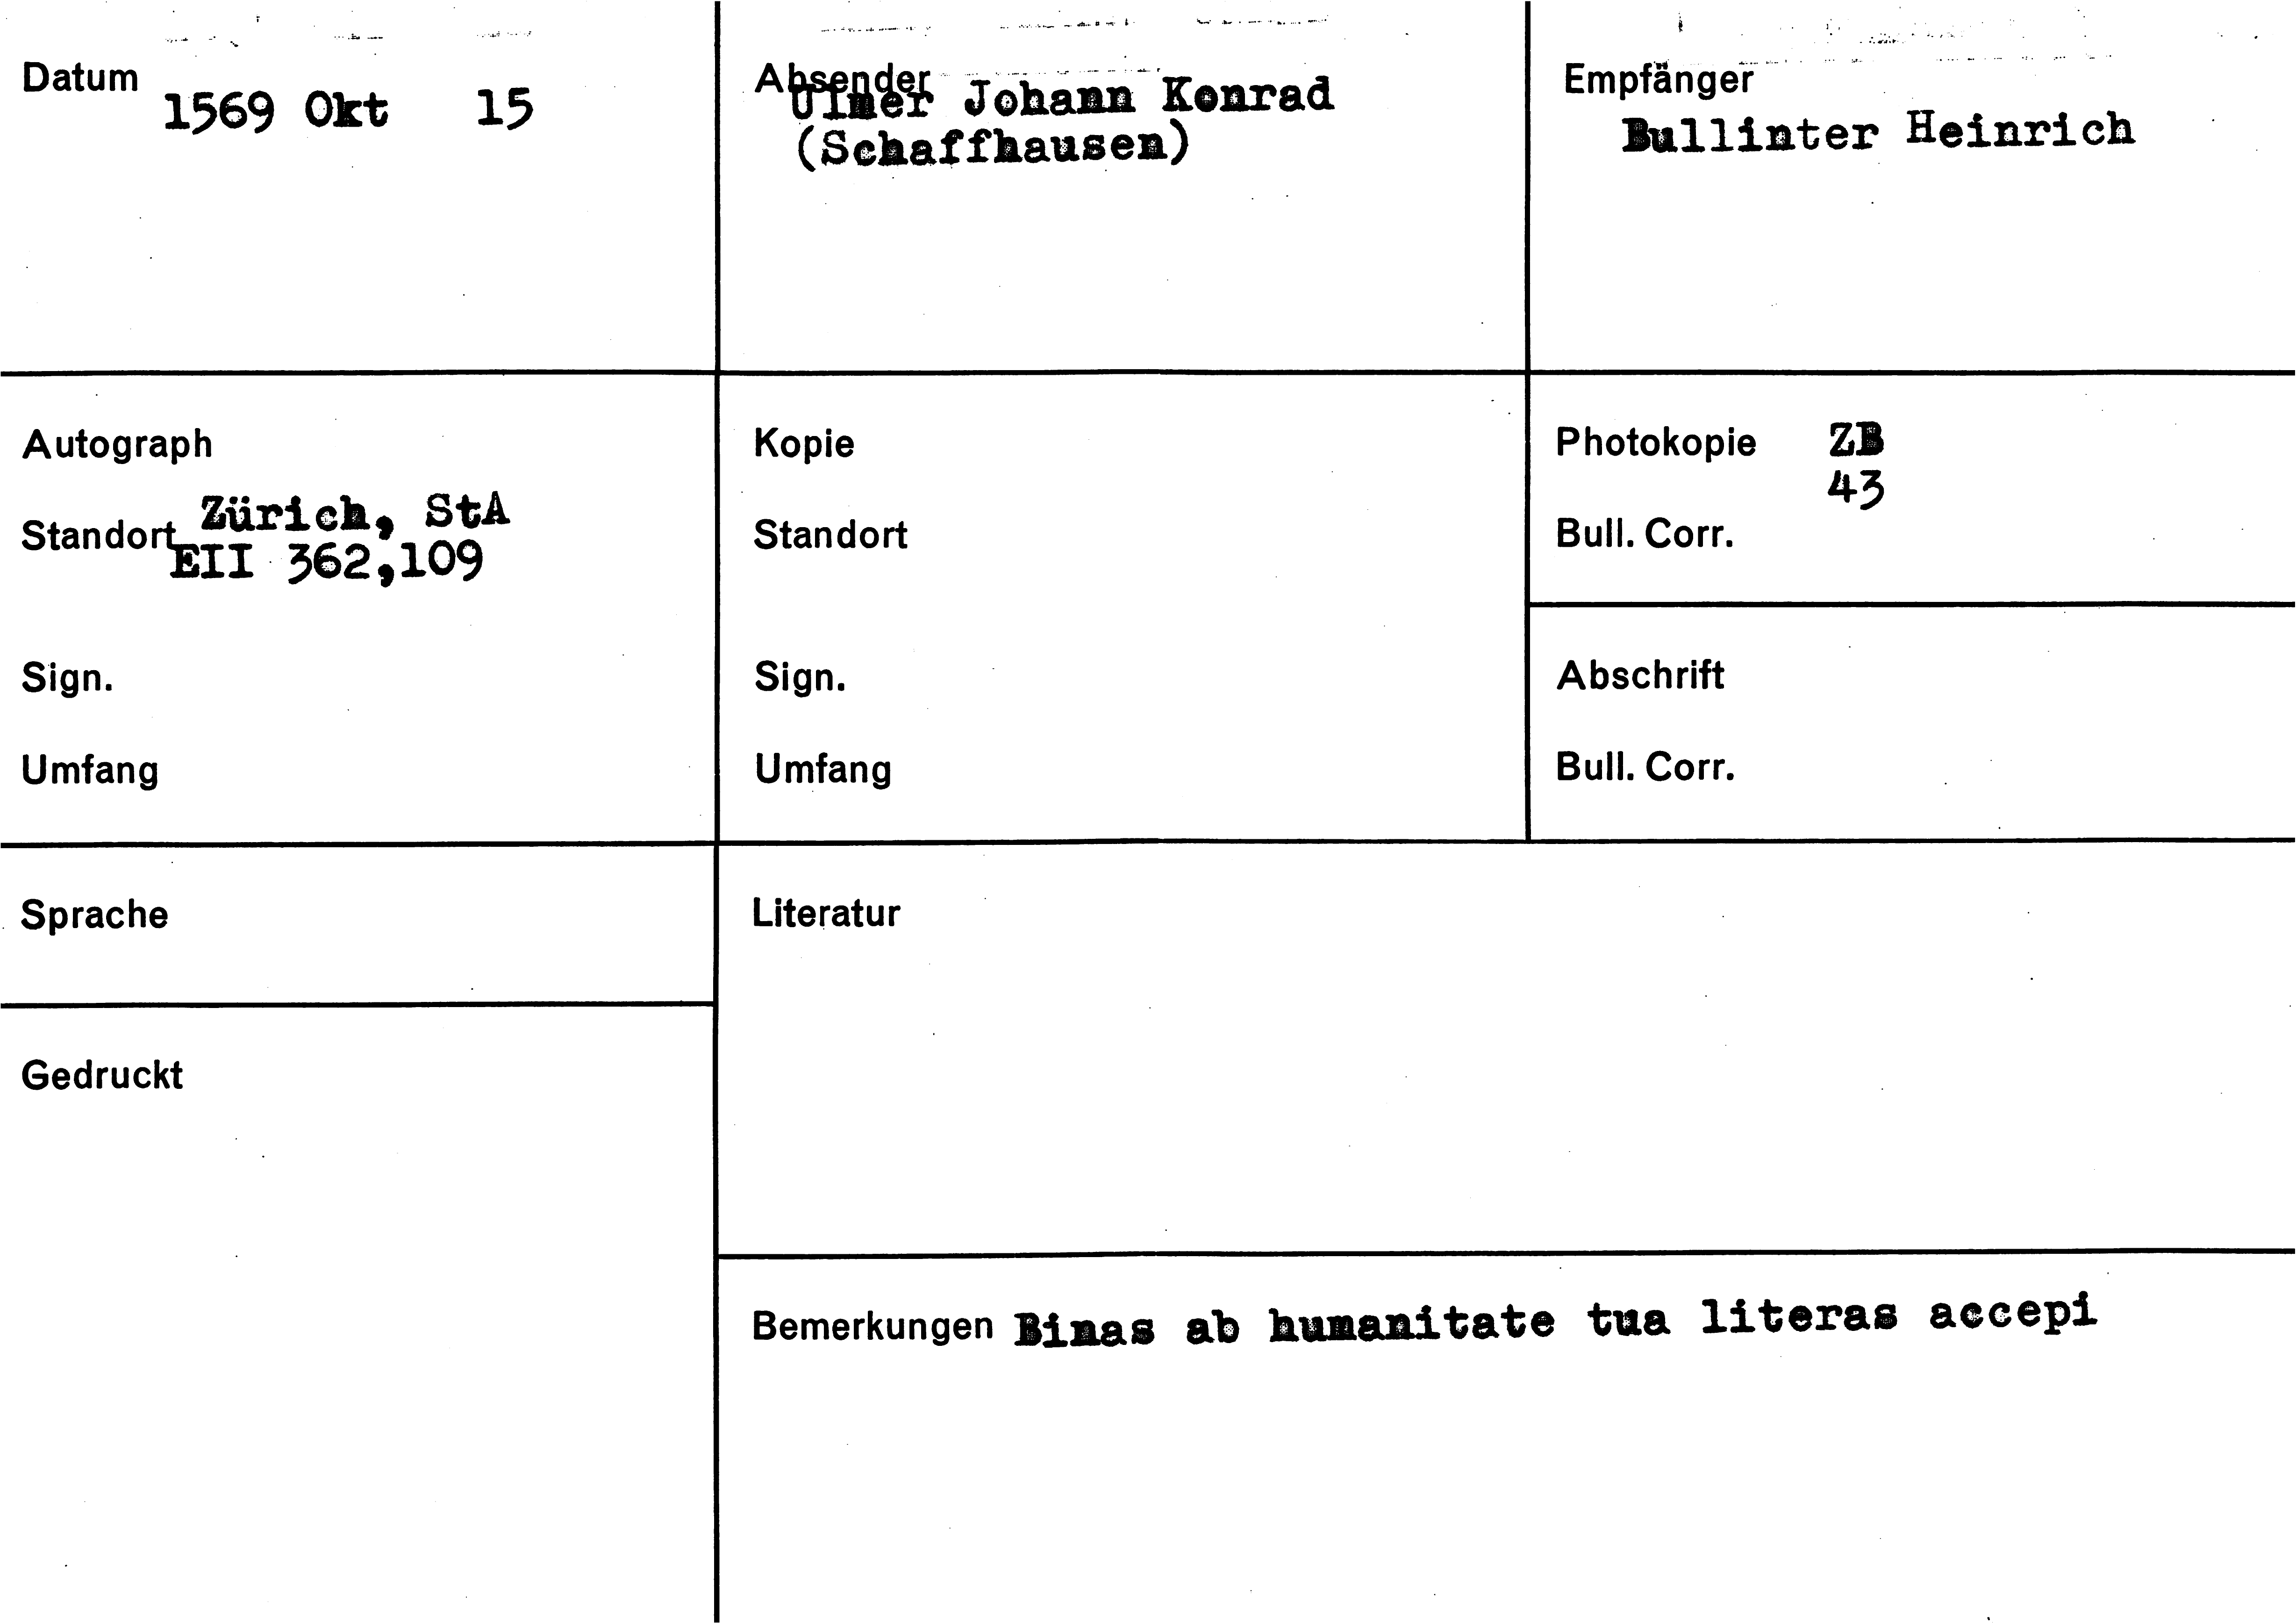 Datum
1569 Okt 15
Absender
Ulmer Johann Konrad
(Schaffhausen)
Empfänger
Bullinter Heinrich
Autograph
Standort Zürich, StA
EII 362,109
Sign.
Umfang
Kopie
Standort
Sign.
Umfang
Photokopie ZB
43
Bull. Corr.
Abschrift
Bull. Corr.
Sprache
Literatur
Gedruckt
Bemerkungen Binas ab humanitate tua literas accepi